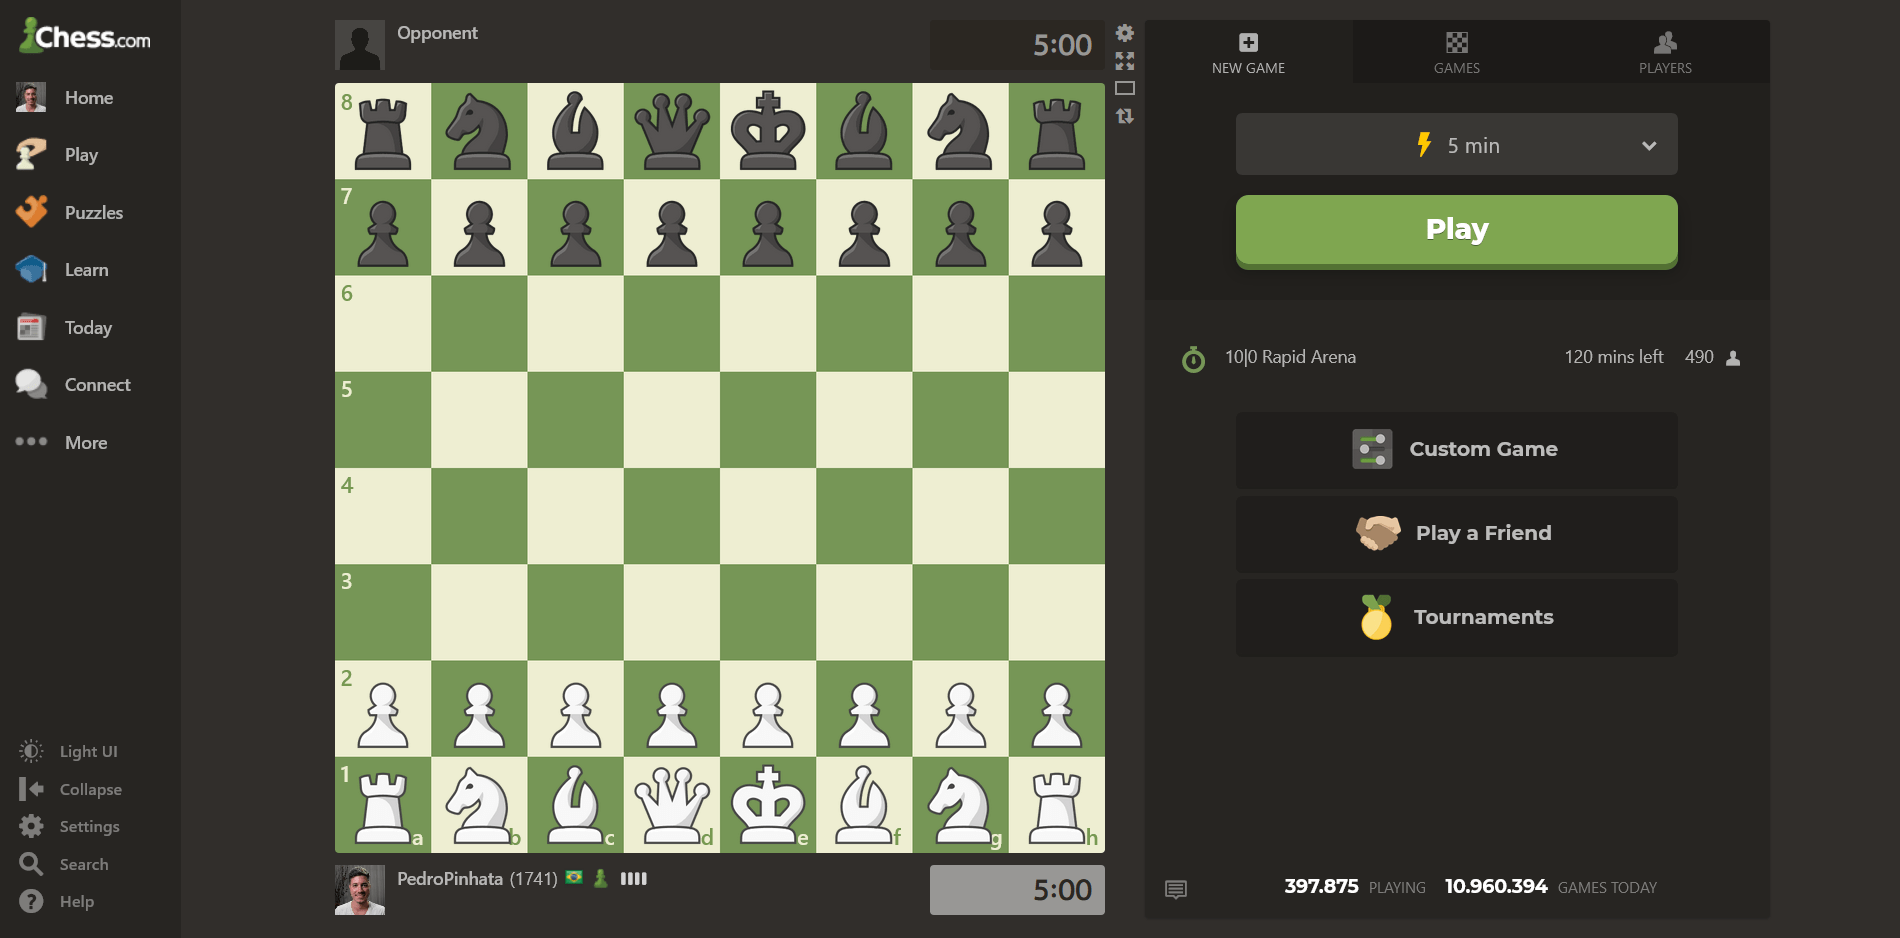 Chess.com
Home
Play
Puzzles
Learn
Today
Connect
More
Light UI
Collapse
Settings
Search
Help
Opponent
5:00
8
7
6
5
4
3
2
1
a b c d e f g h
PedroPinhata (1741)
5:00
NEW GAME
GAMES
PLAYERS
5 min
Play
10|0 Rapid Arena 120 mins left 490
Custom Game
Play a Friend
Tournaments
397.875 PLAYING 10.960.394 GAMES TODAY